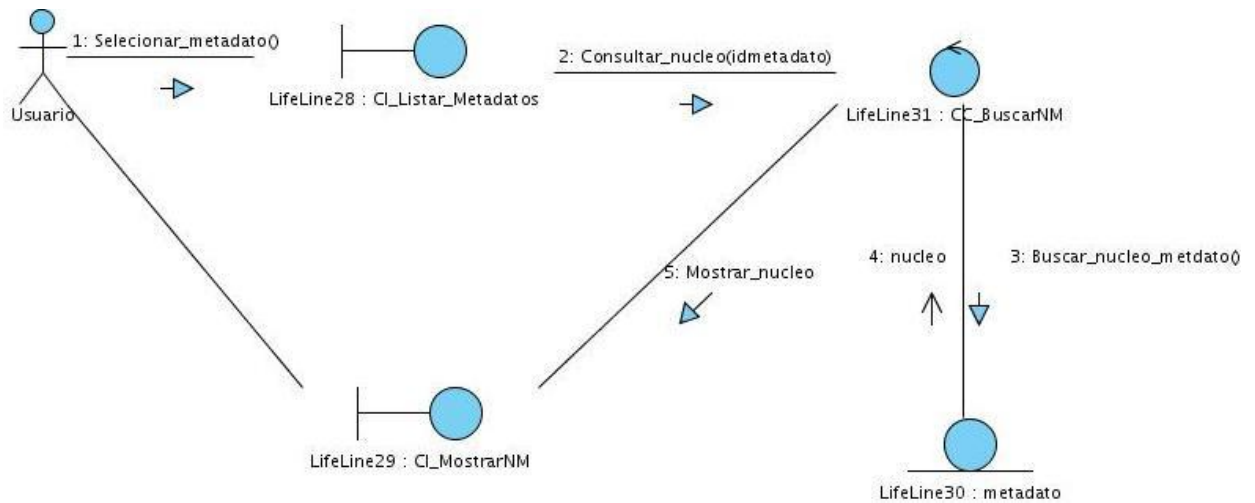 1: Selecionar_metadato()
2: Consultar_nucleo(idmetadato)
Usuario
LifeLine28 : CI_Listar_Metadatos
LifeLine31 : CC_BuscarNM
4: nucleo
3: Buscar_nucleo_metdato()
5: Mostrar_nucleo
LifeLine29 : CI_MostrarNM
LifeLine30 : metadato